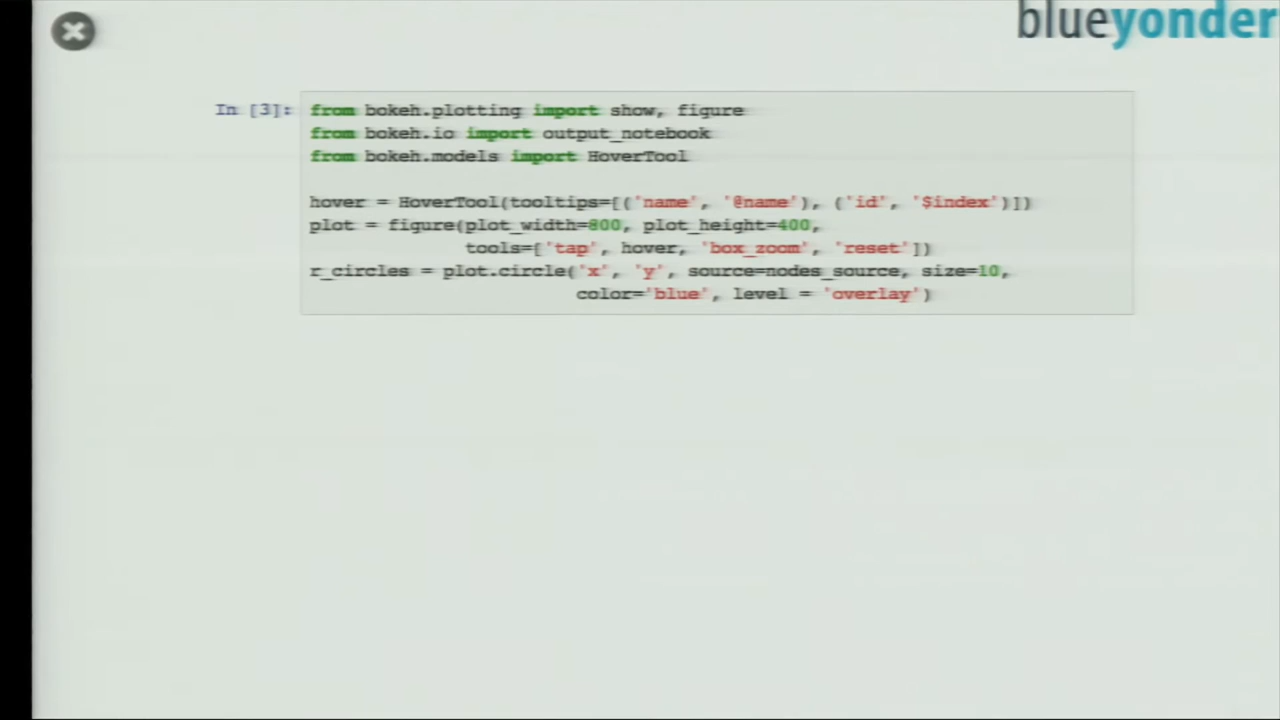 blueyonder
In [3]: from bokeh.plotting import show, figure
from bokeh.io import output_notebook
from bokeh.models import HoverTool
hover = HoverTool(tooltips=[('name', '@name'), ('id', '$index')])
plot = figure(plot_width=800, plot_height=400,
tools=['tap', hover, 'box_zoom', 'reset'])
r_circles = plot.circle('x', 'y', source=nodes_source, size=10,
color='blue', level = 'overlay')